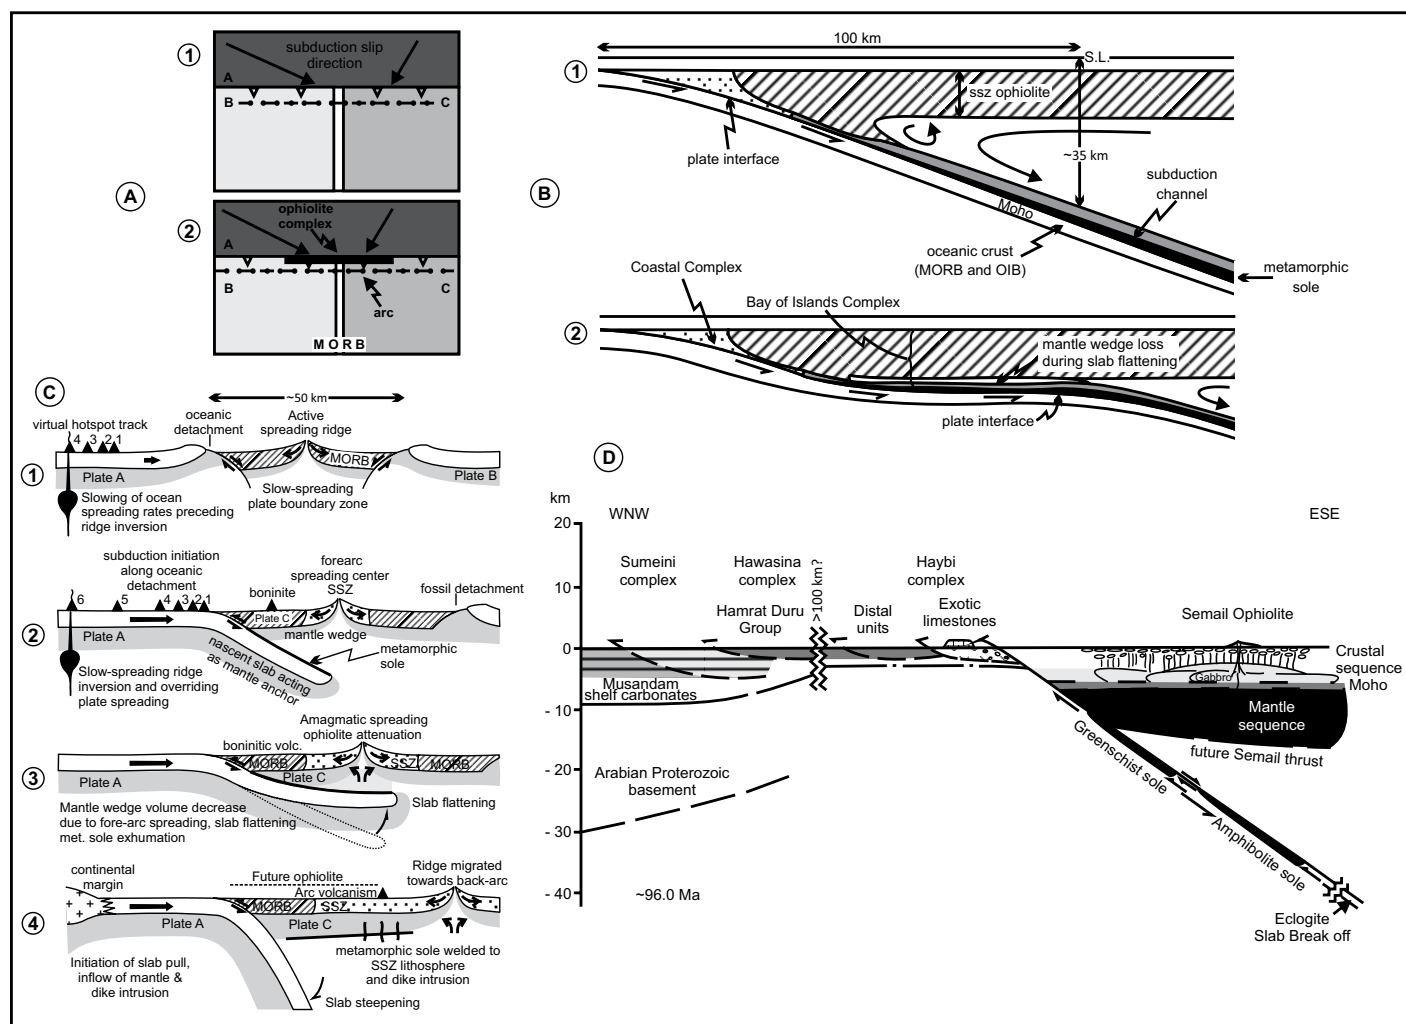 A
1
subduction slip
direction
A
B
C
2
ophiolite
complex
A
B
C
arc
MORB
B
1
100 km
S.L.
ssz ophiolite
plate interface
~35 km
subduction
channel
Moho
oceanic crust
(MORB and OIB)
metamorphic
sole
2
Coastal Complex
Bay of Islands Complex
mantle wedge loss
during slab flattening
plate interface
C
1
~50 km
virtual hotspot track
4 3 2 1
oceanic
detachment
Active
spreading ridge
MORB
Plate A
Plate B
Slowing of ocean
spreading rates preceding
ridge inversion
Slow-spreading
plate boundary zone
2
subduction initiation
along oceanic
detachment
6 5 4 3 2 1
boninite
forearc
spreading center
SSZ
fossil detachment
Plate C
Plate A
mantle wedge
metamorphic
sole
nascent slab acting
as mantle anchor
Slow-spreading ridge
inversion and overriding
plate spreading
3
Amagmatic spreading
ophiolite attenuation
boninitic volc.
MORB
SSZ
MORB
Plate A
Plate C
Slab flattening
Mantle wedge volume decrease
due to fore-arc spreading, slab flattening
met. sole exhumation
4
continental
margin
Future ophiolite
Arc volcanism
Ridge migrated
towards back-arc
MORB
SSZ
Plate A
Plate C
metamorphic sole welded to
SSZ lithosphere
and dike intrusion
Initiation of slab pull,
inflow of mantle &
dike intrusion
Slab steepening
D
km
WNW
ESE
20
10
0
- 10
- 20
- 30
- 40
Sumeini
complex
Hawasina
complex
Hamrat Duru
Group
>100 km?
Distal
units
Haybi
complex
Exotic
limestones
Semail Ophiolite
Crustal
sequence
Moho
Gabbro
Mantle
sequence
future Semail thrust
Musandam
shelf carbonates
Arabian Proterozoic
basement
Greenschist sole
Amphibolite sole
~96.0 Ma
Eclogite
Slab Break off